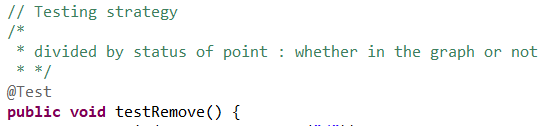 // Testing strategy
/*
* divided by status of point : whether in the graph or not
* */
@Test
public void testRemove() {